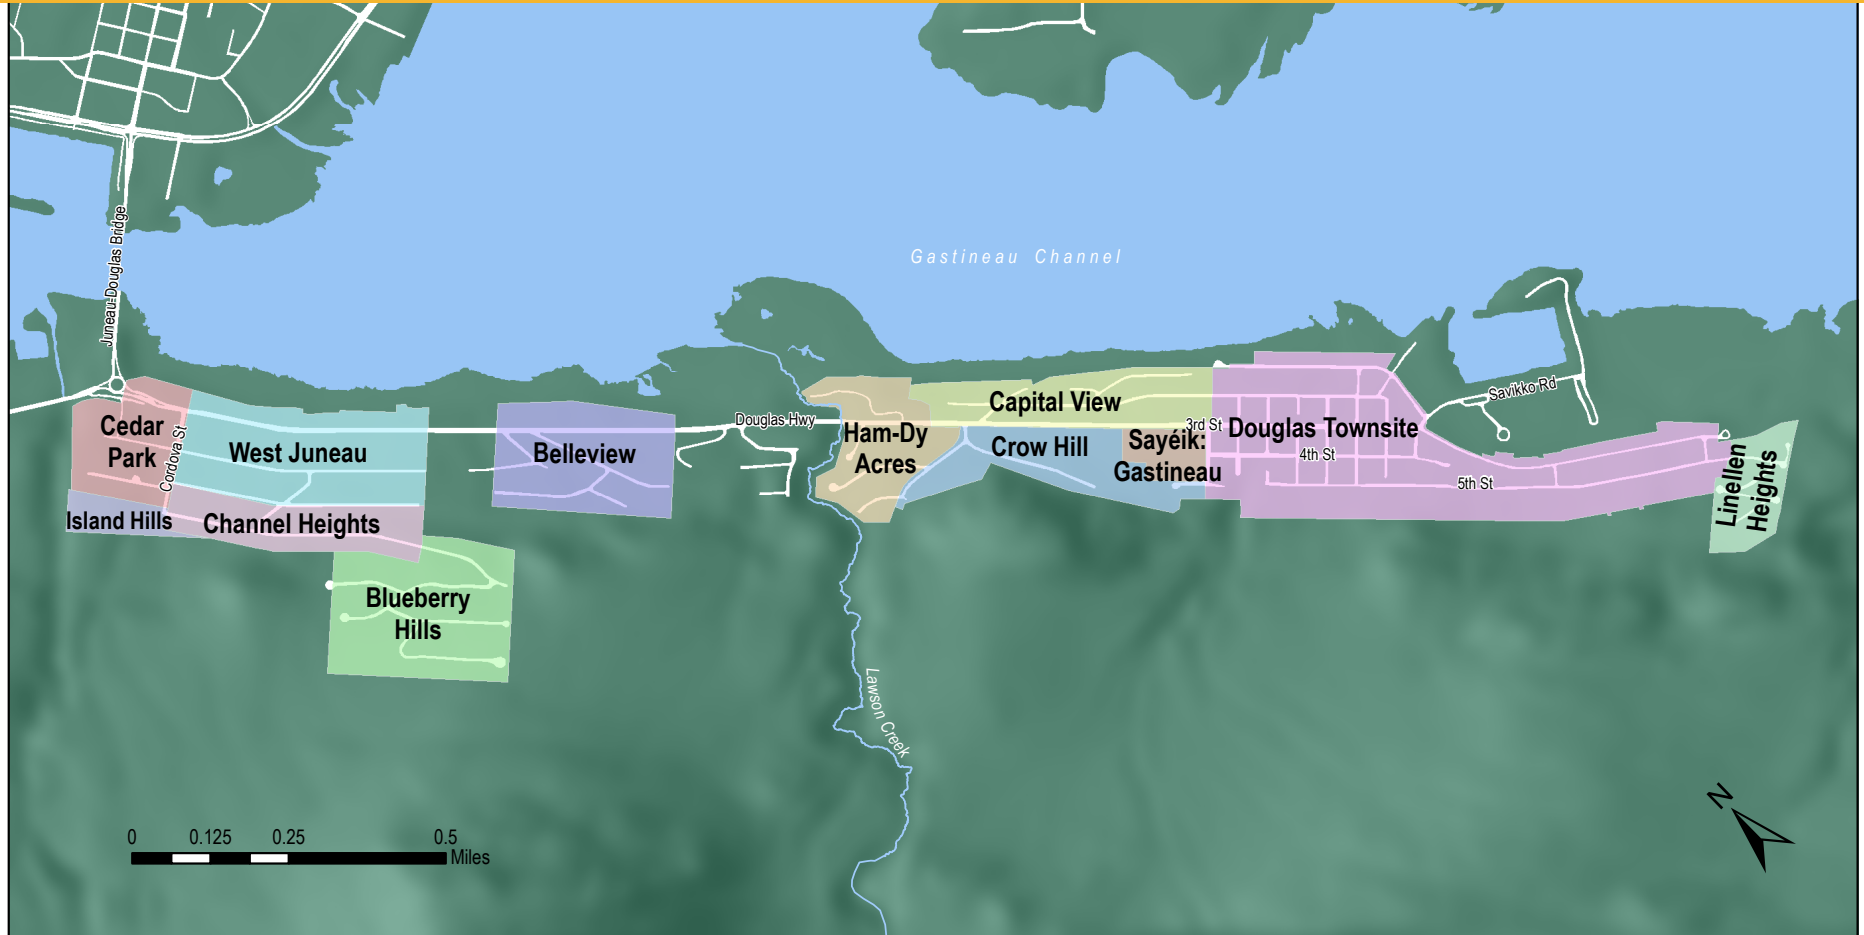 Juneau-Douglas Bridge
Gastineau Channel
Cedar
Park
Cordova St
West Juneau
Island Hills
Channel Heights
Blueberry
Hills
Belleview
Douglas Hwy
Ham-Dy
Acres
Capital View
Crow Hill
Sayéik:
Gastineau
3rd St
Douglas Townsite
4th St
5th St
Savikko Rd
Linellen
Heights
Lawson Creek
N
0 0.125 0.25 0.5
Miles